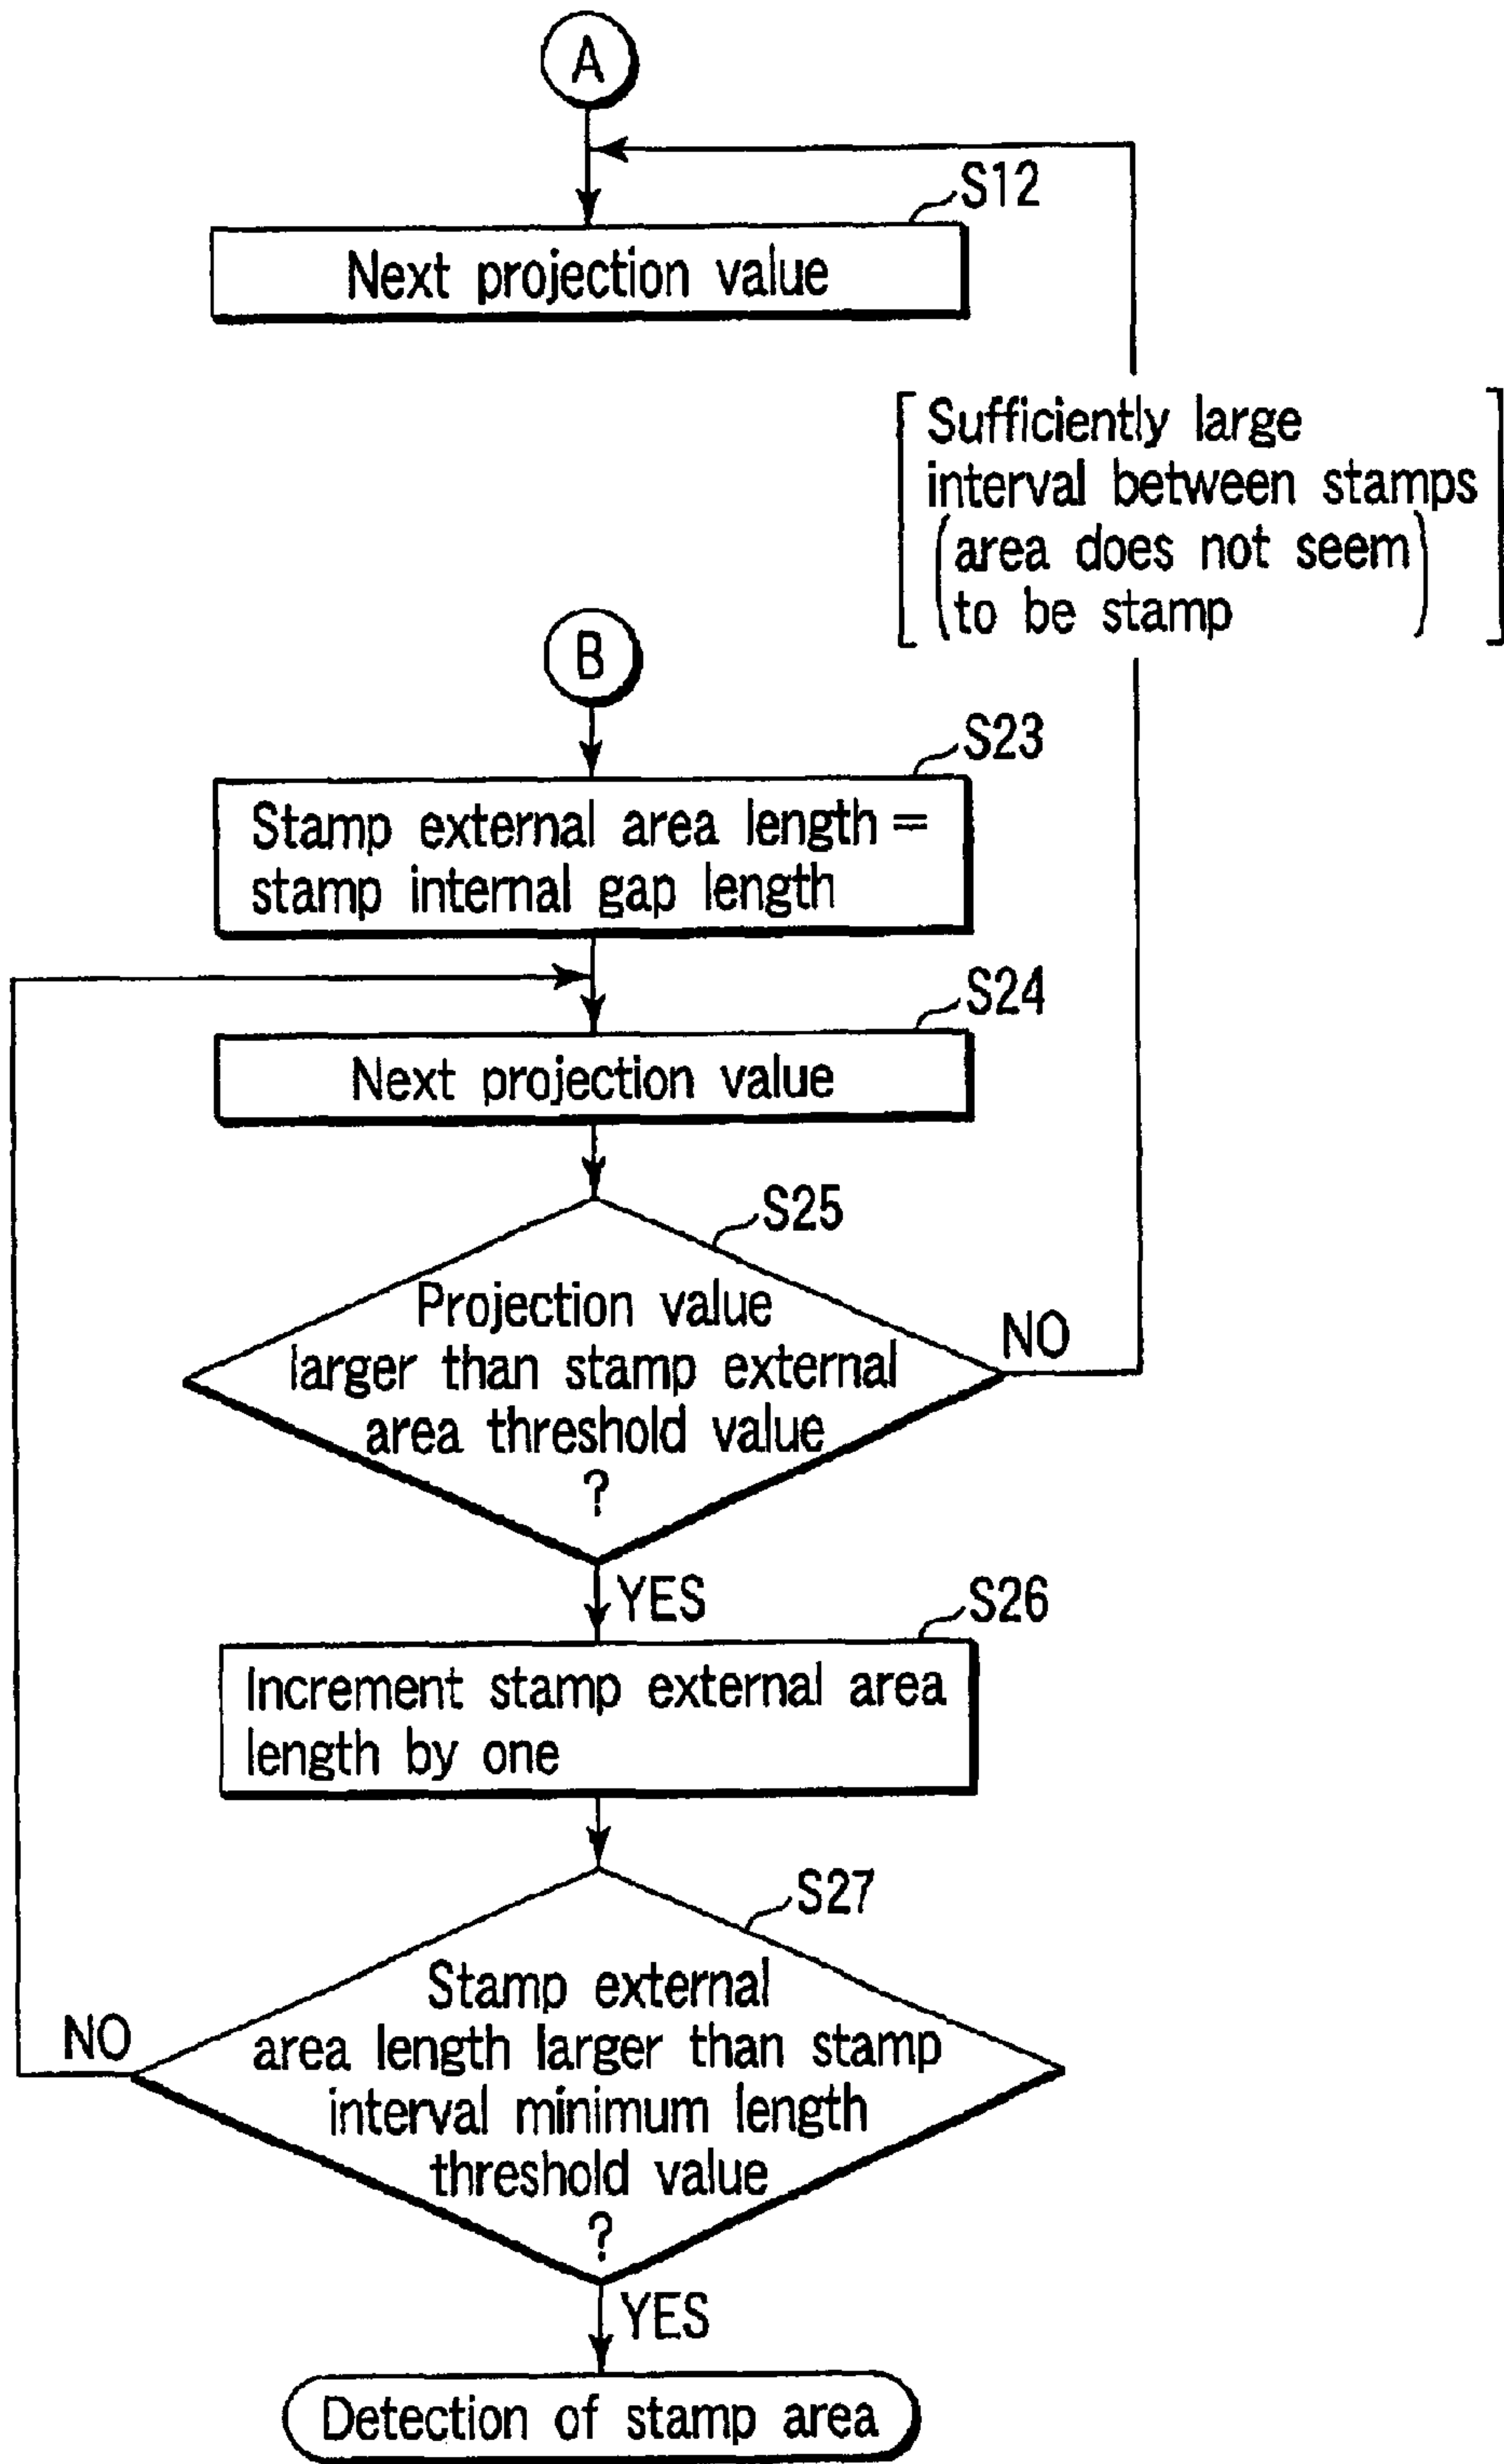 A
S12
Next projection value
Sufficiently large
interval between stamps
(area does not seem
to be stamp)
B
S23
Stamp external area length =
stamp internal gap length
S24
Next projection value
S25
Projection value
larger than stamp external
area threshold value
?
NO
YES
S26
Increment stamp external area
length by one
S27
Stamp external
area length larger than stamp
interval minimum length
threshold value
?
NO
YES
Detection of stamp area